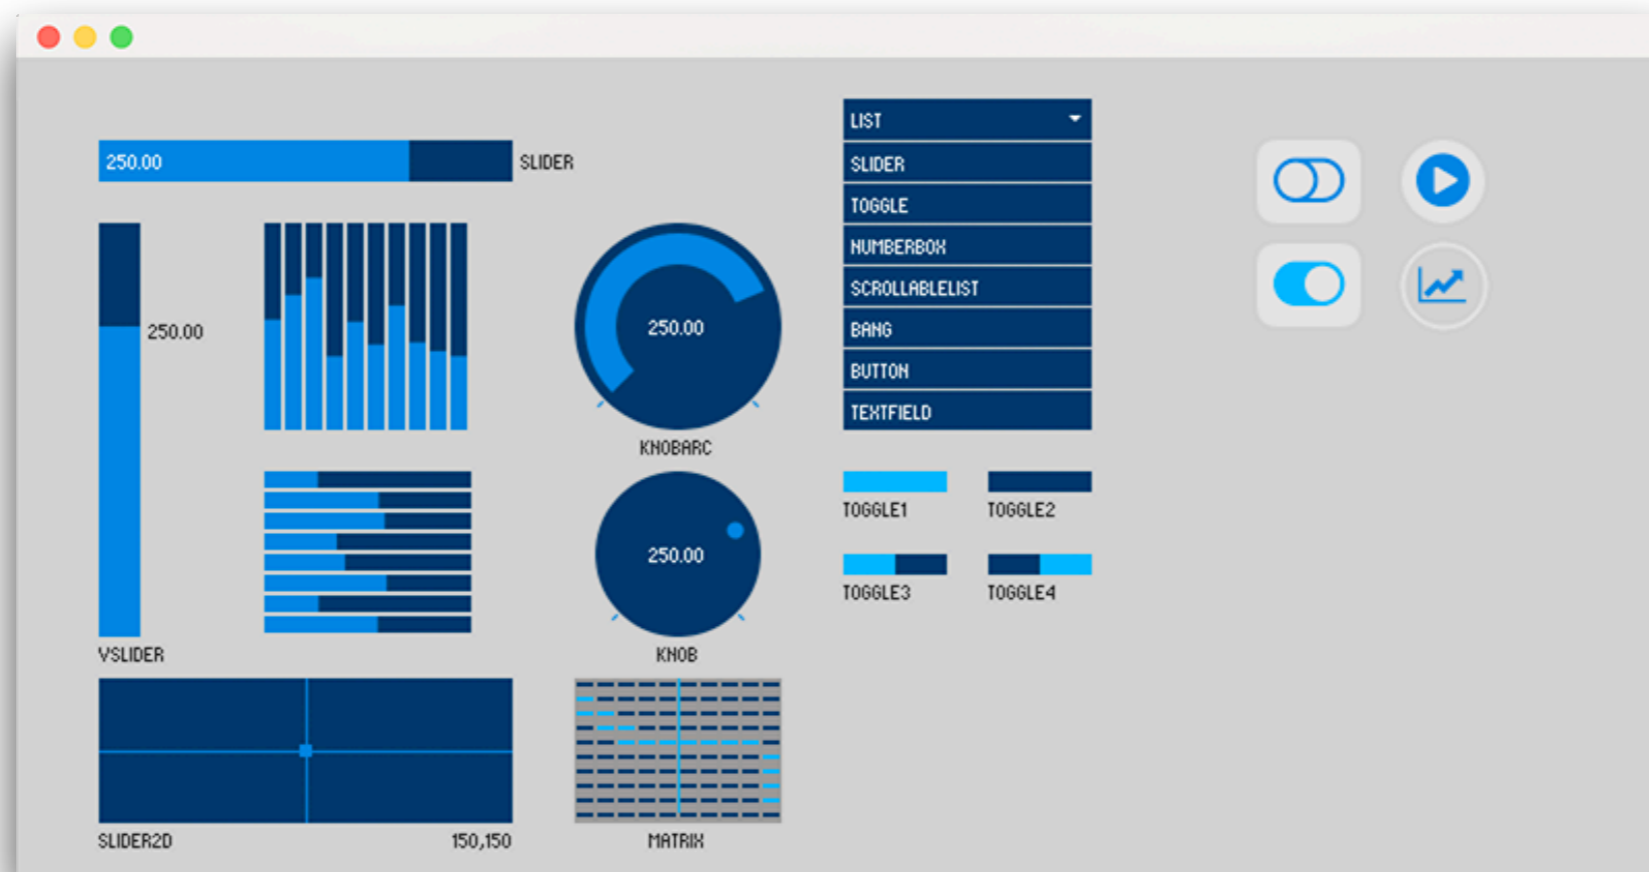 250.00
SLIDER
250.00
VSLIDER
250.00
KNOBARC
250.00
KNOB
SLIDER2D
150,150
MATRIX
LIST
SLIDER
TOGGLE
NUMBERBOX
SCROLLABLELIST
BANG
BUTTON
TEXTFIELD
TOGGLE1
TOGGLE2
TOGGLE3
TOGGLE4